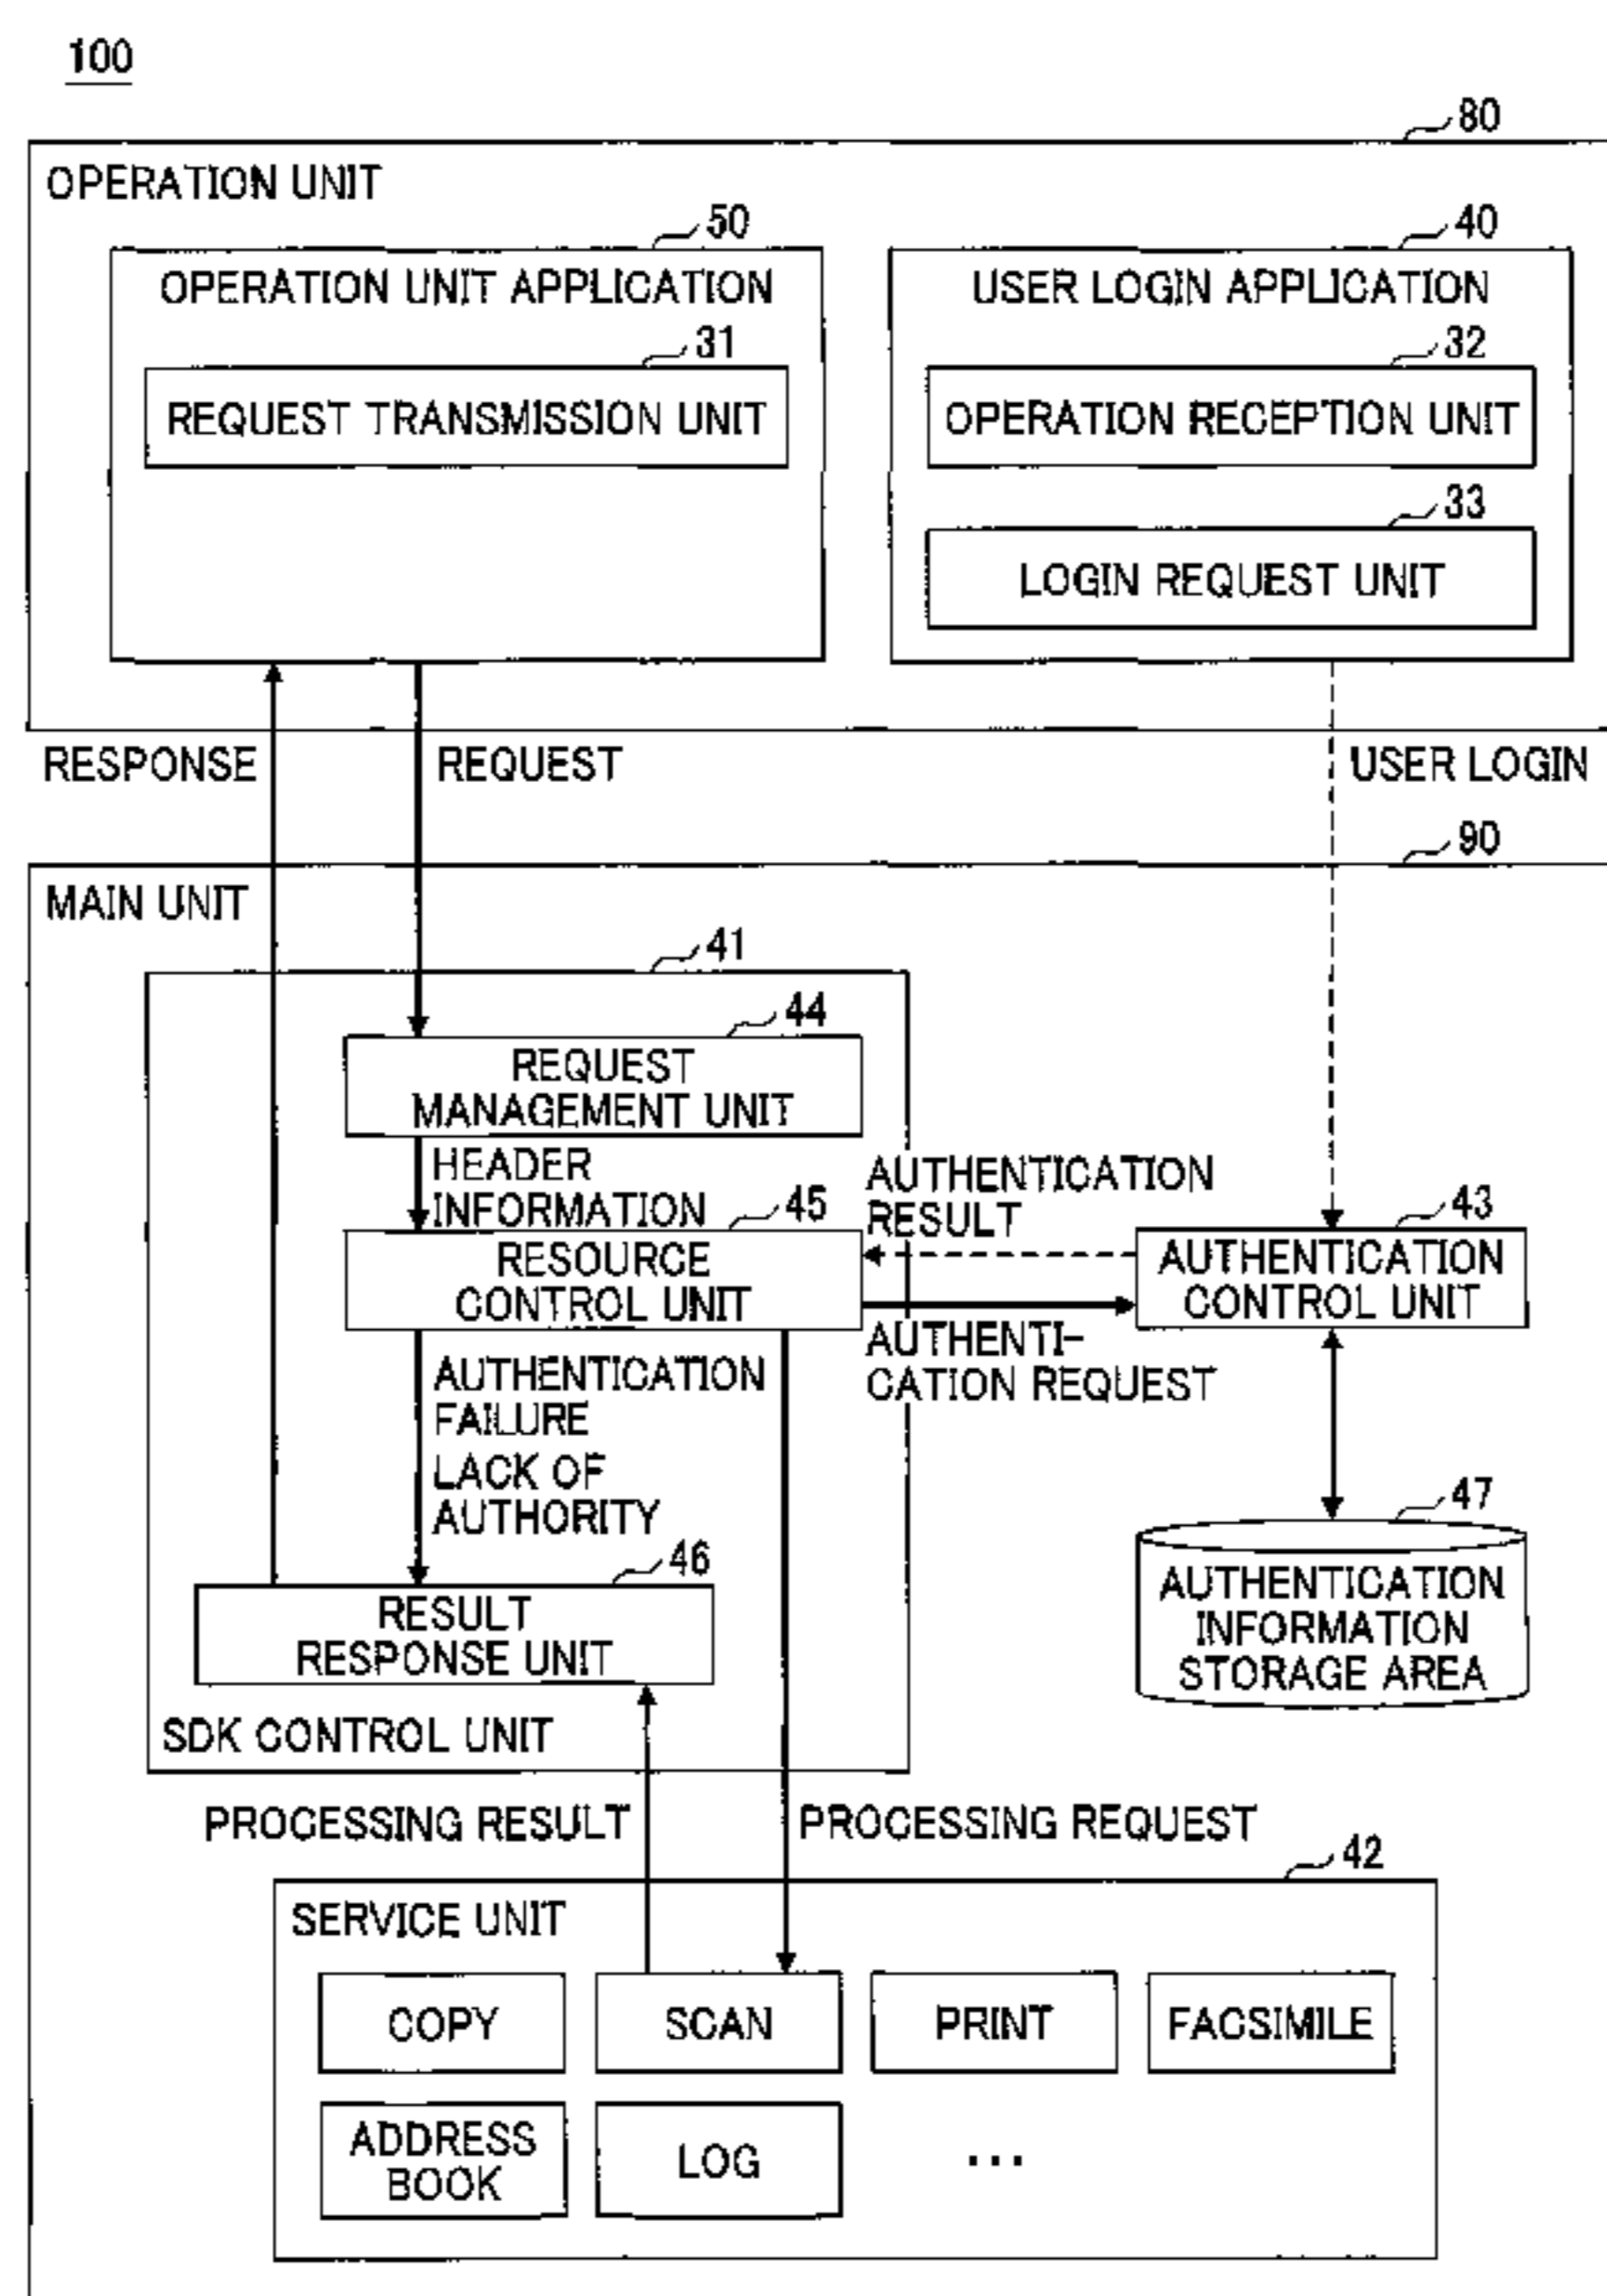 100
80
OPERATION UNIT
50
OPERATION UNIT APPLICATION
31
REQUEST TRANSMISSION UNIT
40
USER LOGIN APPLICATION
32
OPERATION RECEPTION UNIT
33
LOGIN REQUEST UNIT
RESPONSE
REQUEST
USER LOGIN
90
MAIN UNIT
41
44
REQUEST
MANAGEMENT UNIT
HEADER
INFORMATION
45
RESOURCE
CONTROL UNIT
AUTHENTICATION
RESULT
43
AUTHENTICATION
CONTROL UNIT
AUTHENTI-
CATION REQUEST
AUTHENTICATION
FAILURE
LACK OF
AUTHORITY
46
RESULT
RESPONSE UNIT
47
AUTHENTICATION
INFORMATION
STORAGE AREA
SDK CONTROL UNIT
PROCESSING RESULT
PROCESSING REQUEST
42
SERVICE UNIT
COPY
SCAN
PRINT
FACSIMILE
ADDRESS
BOOK
LOG
...